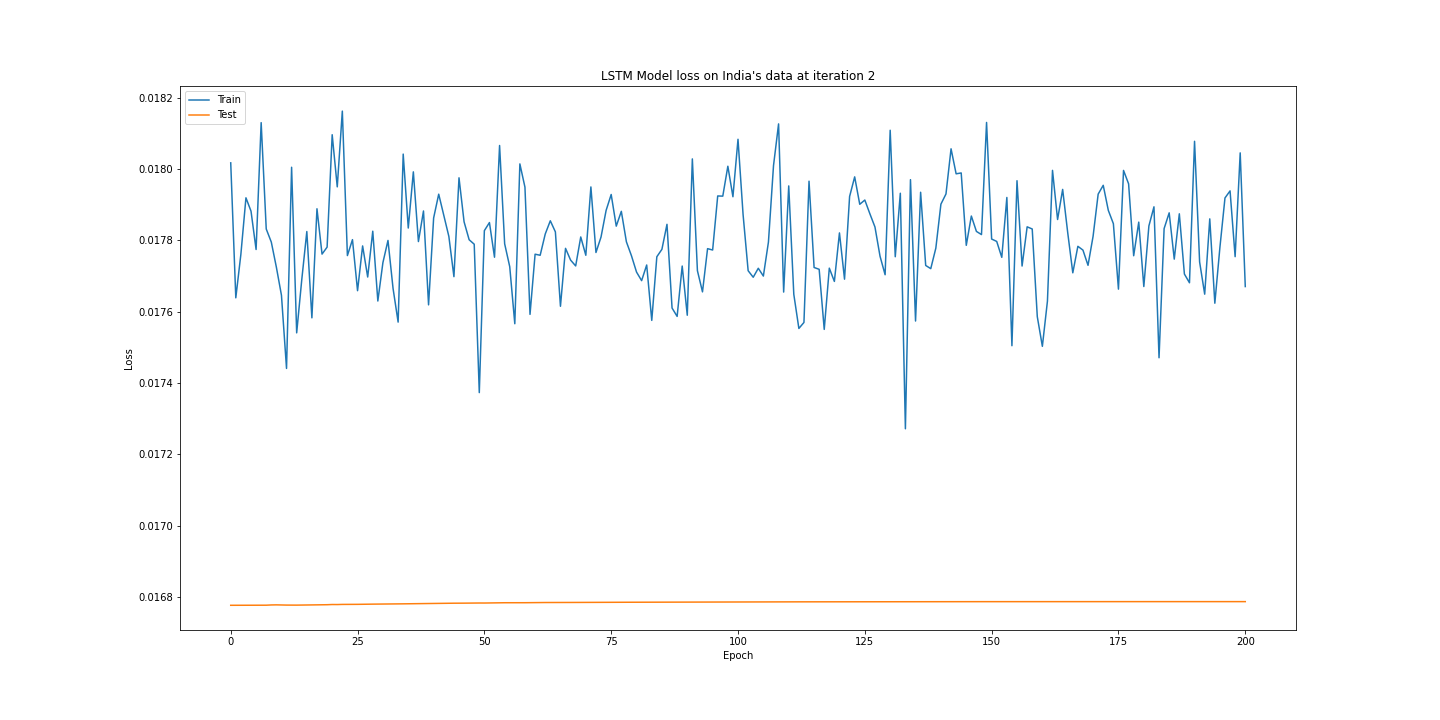 LSTM Model loss on India's data at iteration 2
Train
Test
0.0182
0.0180
0.0178
0.0176
0.0174
0.0172
0.0170
0.0168
Loss
0 25 50 75 100 125 150 175 200
Epoch